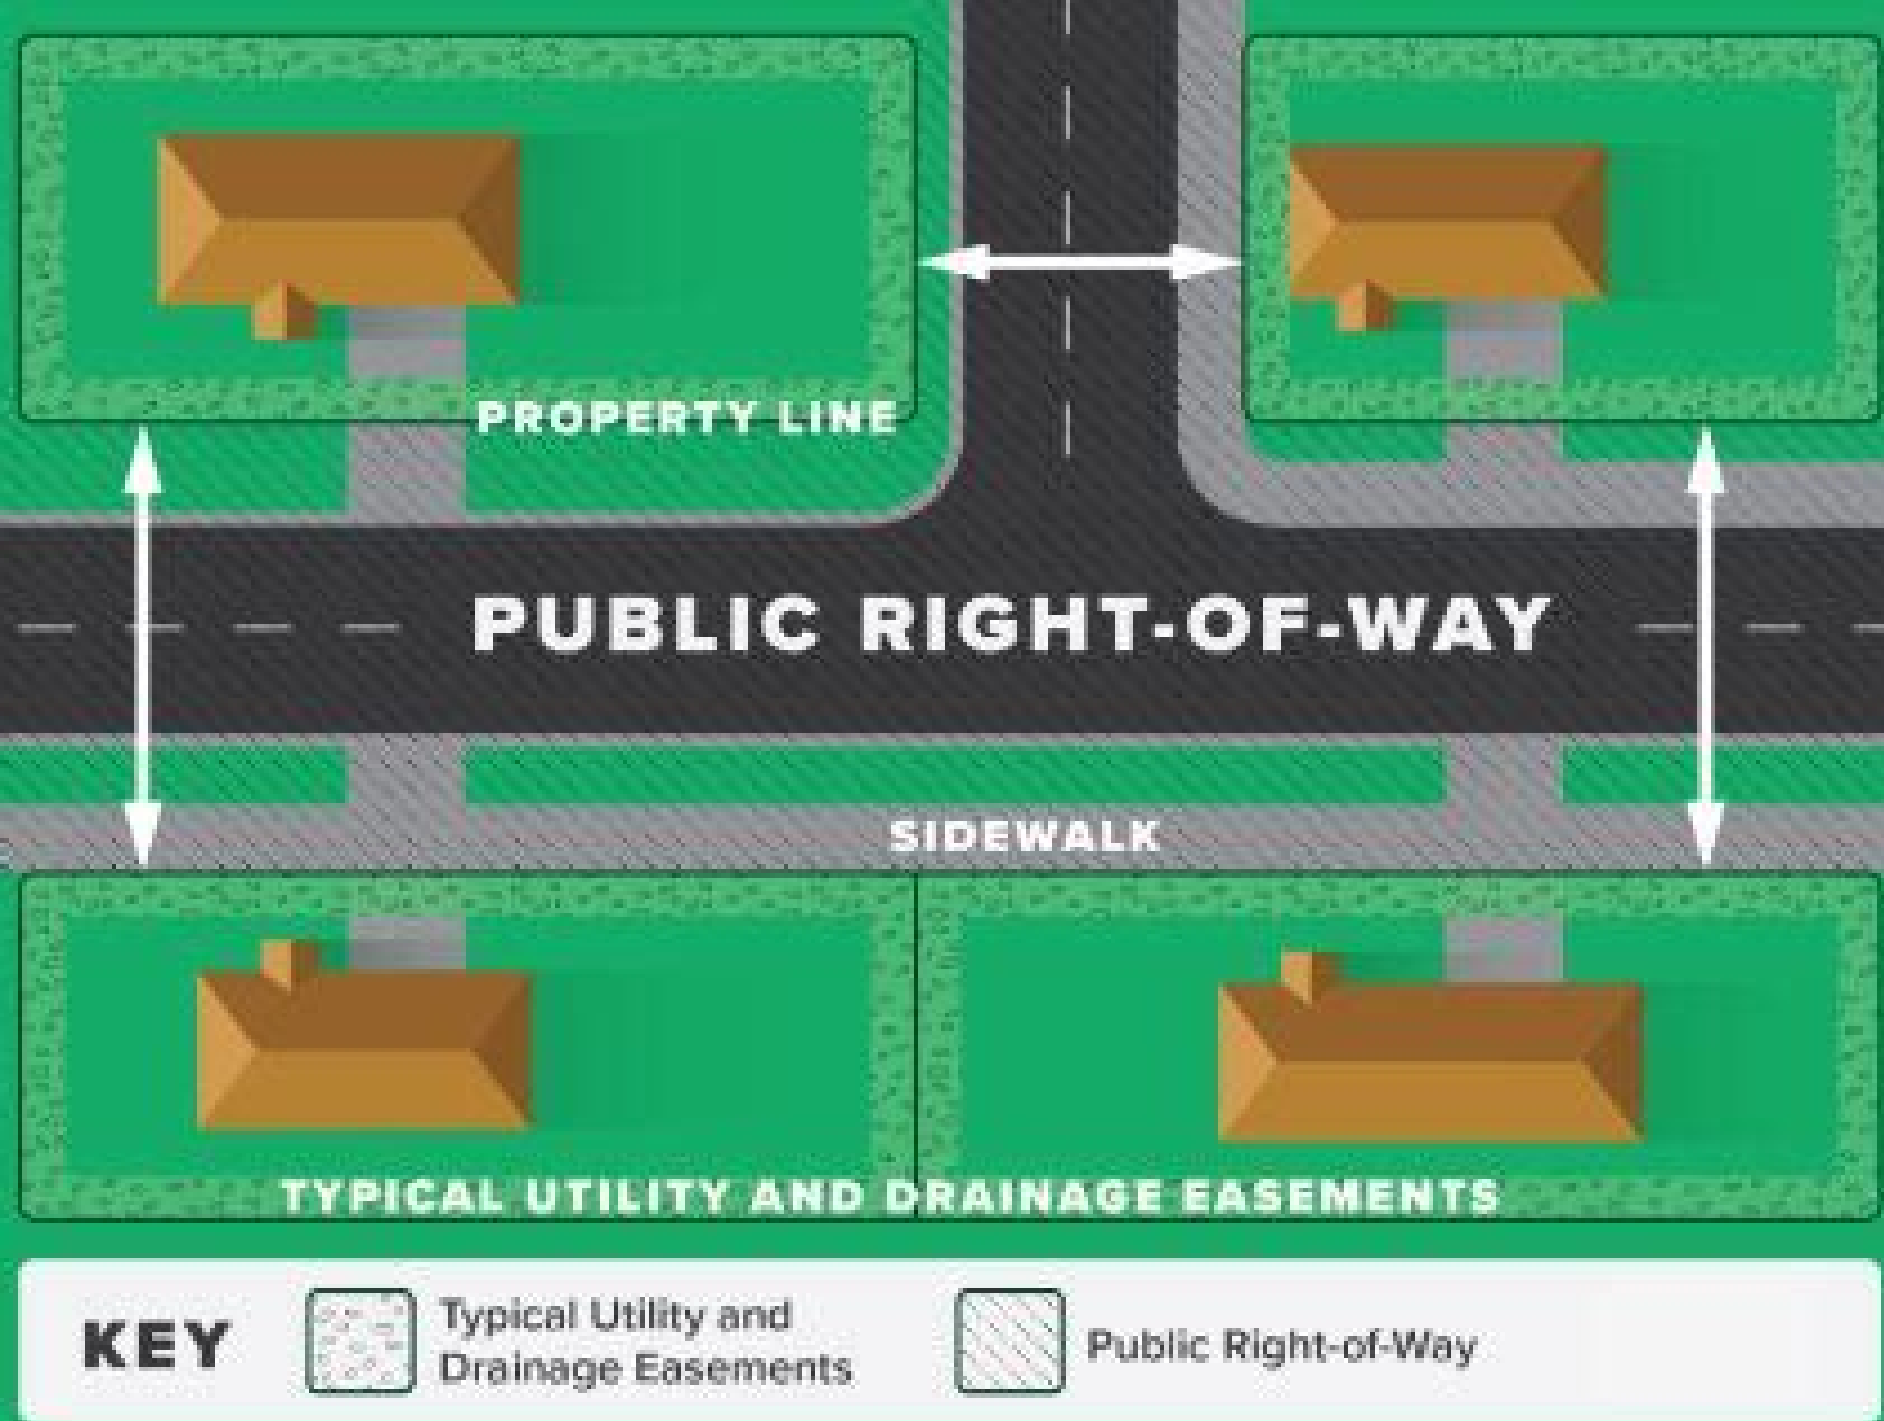 PROPERTY LINE
PUBLIC RIGHT-OF-WAY
SIDEWALK
TYPICAL UTILITY AND DRAINAGE EASEMENTS
KEY
Typical Utility and
Drainage Easements
Public Right-of-Way